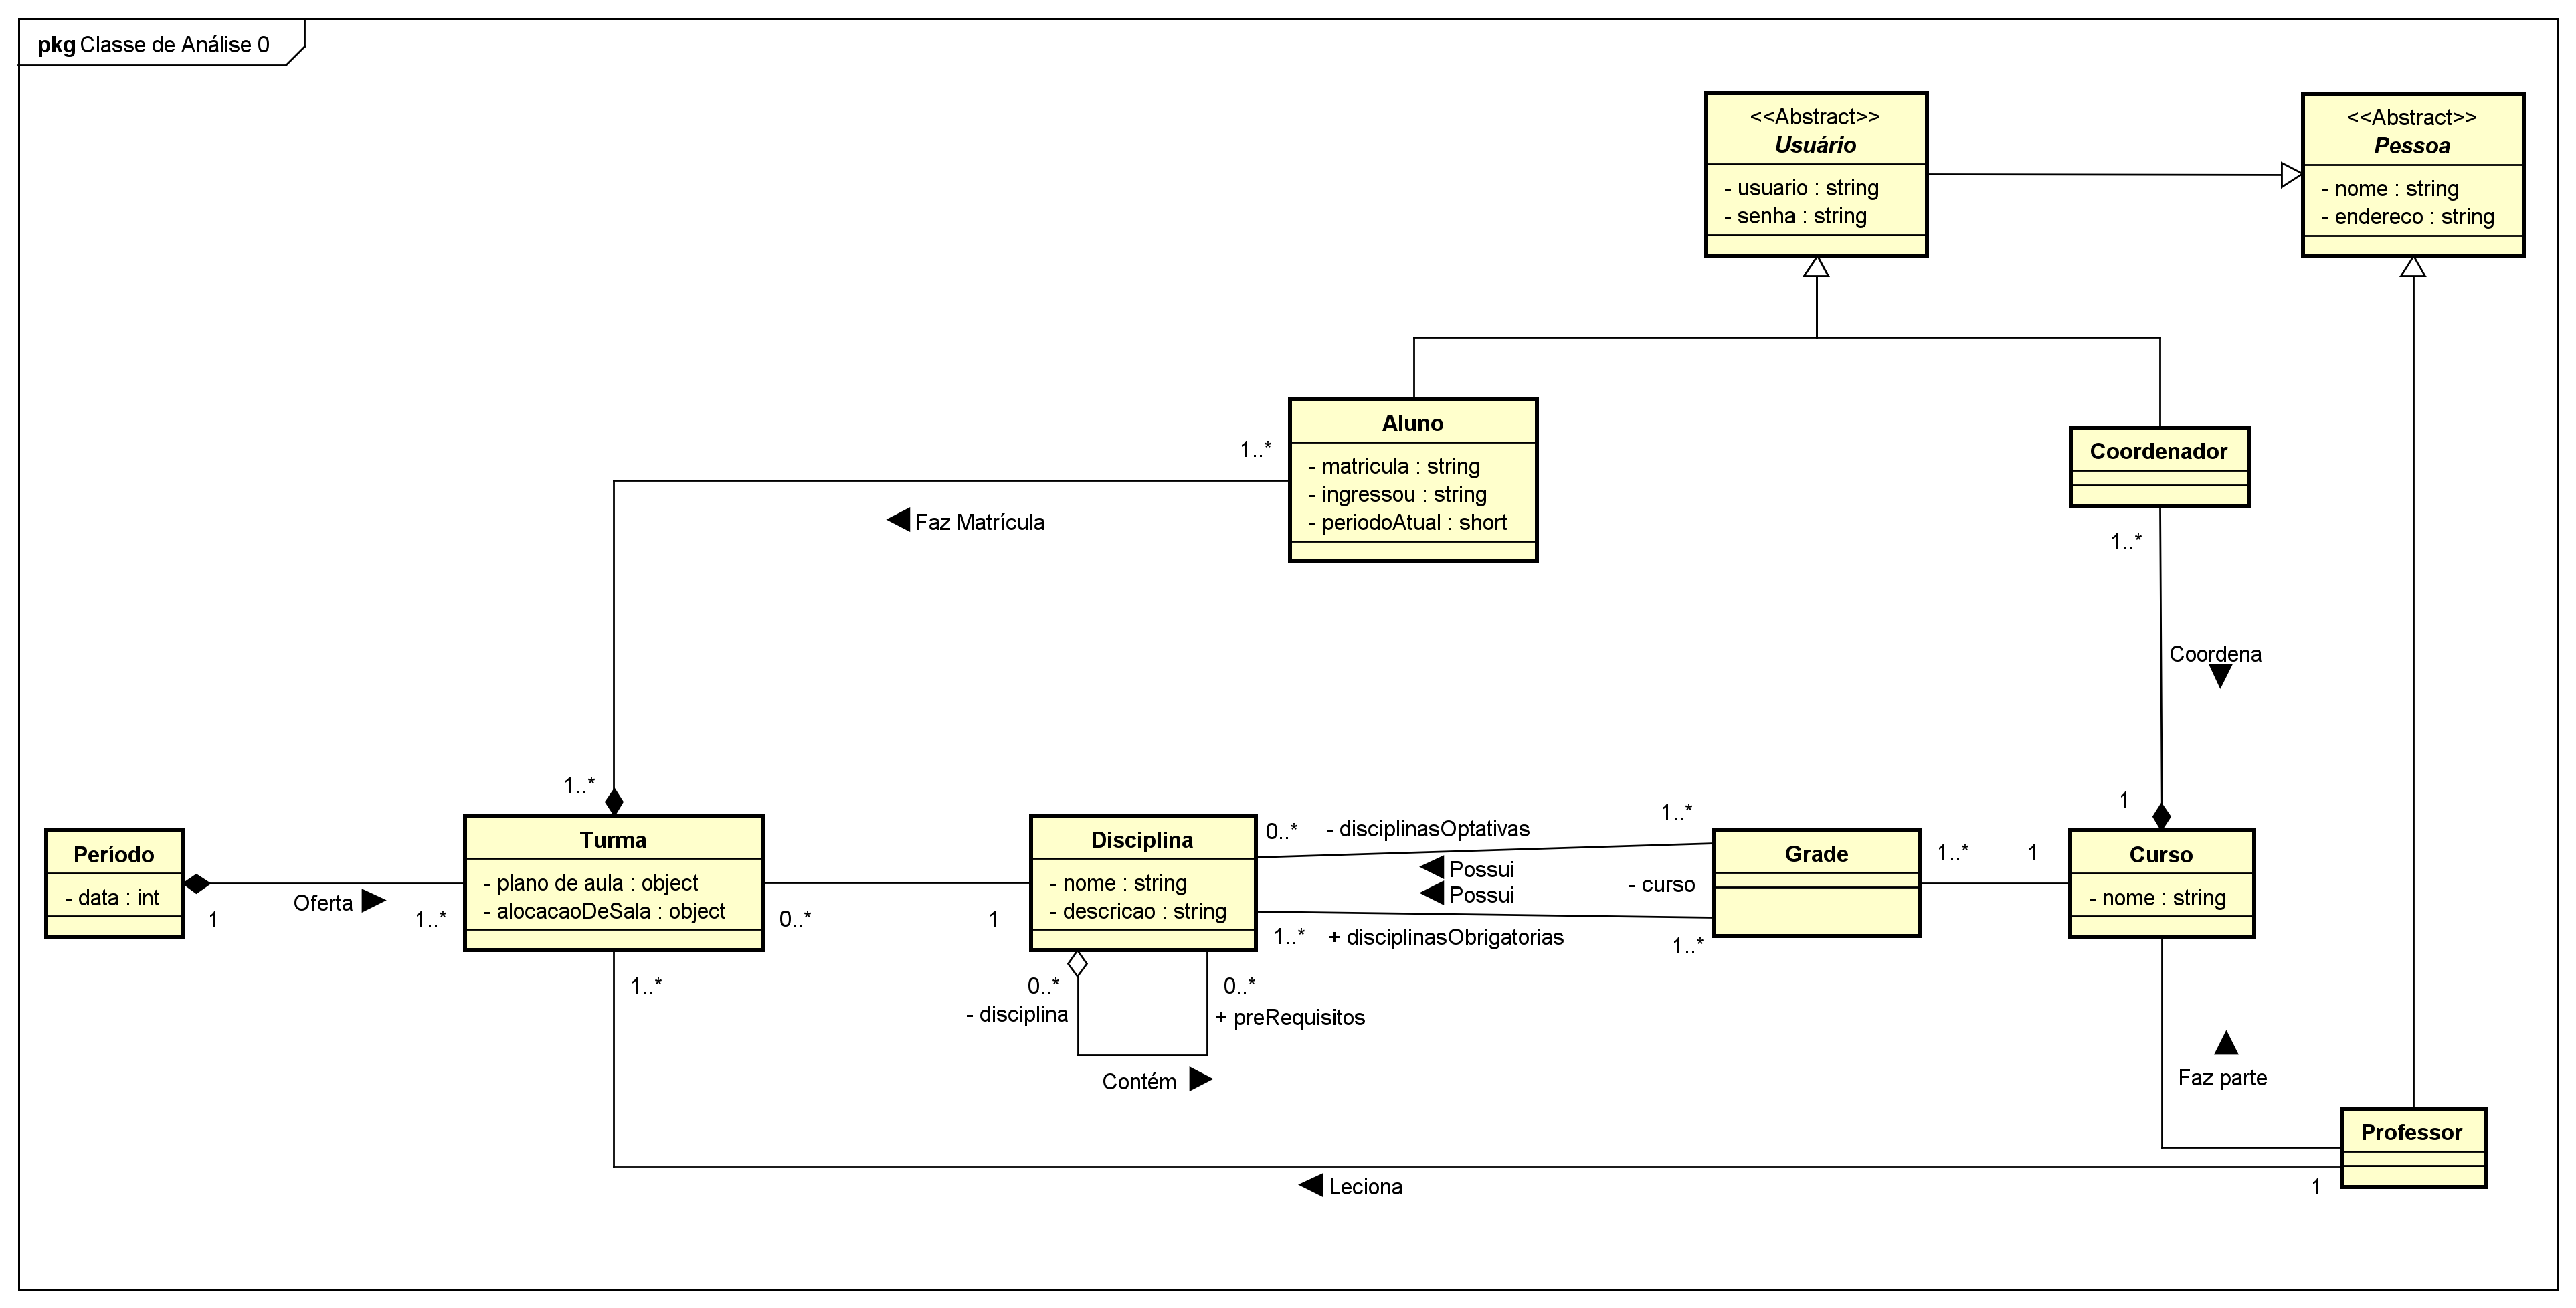 pkg Classe de Análise 0
<<Abstract>>
Usuário
- usuario : string
- senha : string
<<Abstract>>
Pessoa
- nome : string
- endereco : string
Aluno
- matricula : string
- ingressou : string
- periodoAtual : short
1..*
Faz Matrícula
1..*
Coordenador
1..*
Coordena
1
Período
- data : int
1
Oferta
1..*
Turma
- plano de aula : object
- alocacaoDeSala : object
0..*
1
1..*
Disciplina
- nome : string
- descricao : string
0..*
- disciplinasOptativas
1..*
Possui
Possui
- curso
1..*
+ disciplinasObrigatorias
1..*
Grade
1..*
1
Curso
- nome : string
0..*
- disciplina
0..*
+ preRequisitos
Contém
Faz parte
Professor
Leciona
1